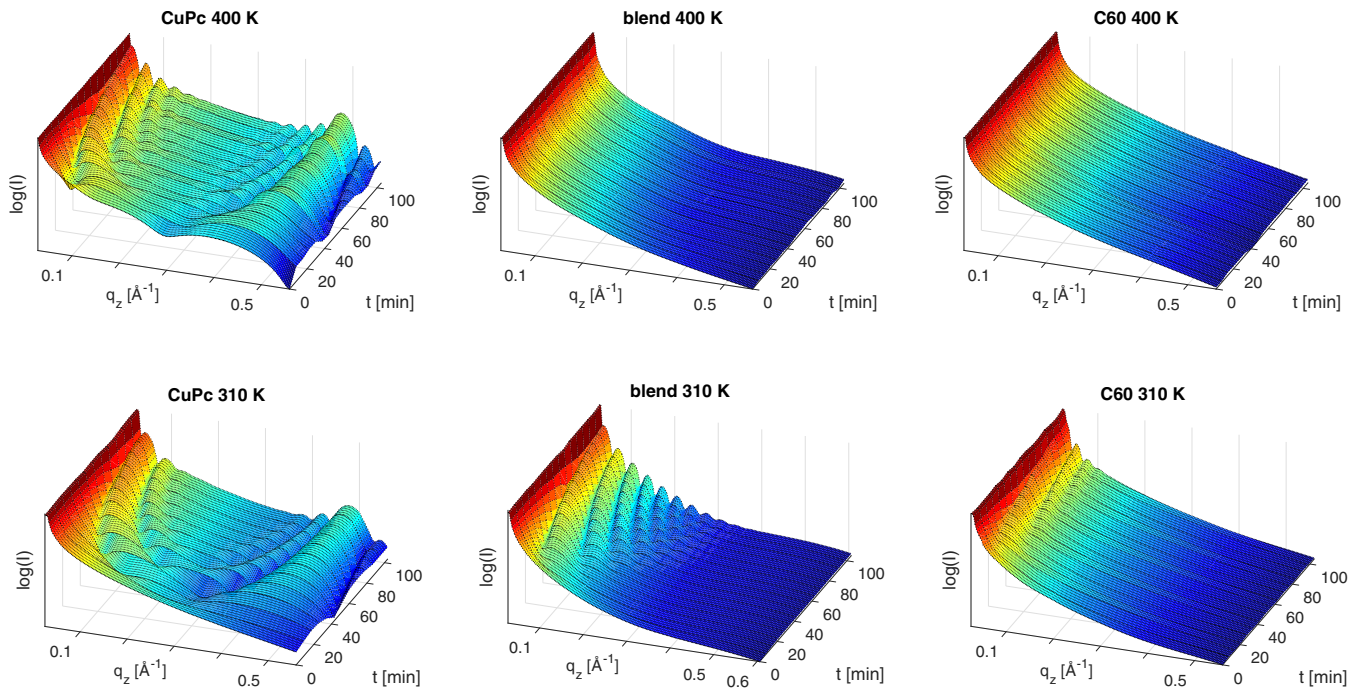 CuPc 400 K
log(I)
0.1
0.5
q_z [Å⁻¹]
0
20
40
60
80
100
t [min]
blend 400 K
log(I)
0.1
0.5
q_z [Å⁻¹]
0
20
40
60
80
100
t [min]
C60 400 K
log(I)
0.1
0.5
q_z [Å⁻¹]
0
20
40
60
80
100
t [min]
CuPc 310 K
log(I)
0.1
0.5
q_z [Å⁻¹]
0
20
40
60
80
100
t [min]
blend 310 K
log(I)
0.1
0.5
0.6
q_z [Å⁻¹]
0
20
40
60
80
100
t [min]
C60 310 K
log(I)
0.1
0.5
q_z [Å⁻¹]
0
20
40
60
80
100
t [min]